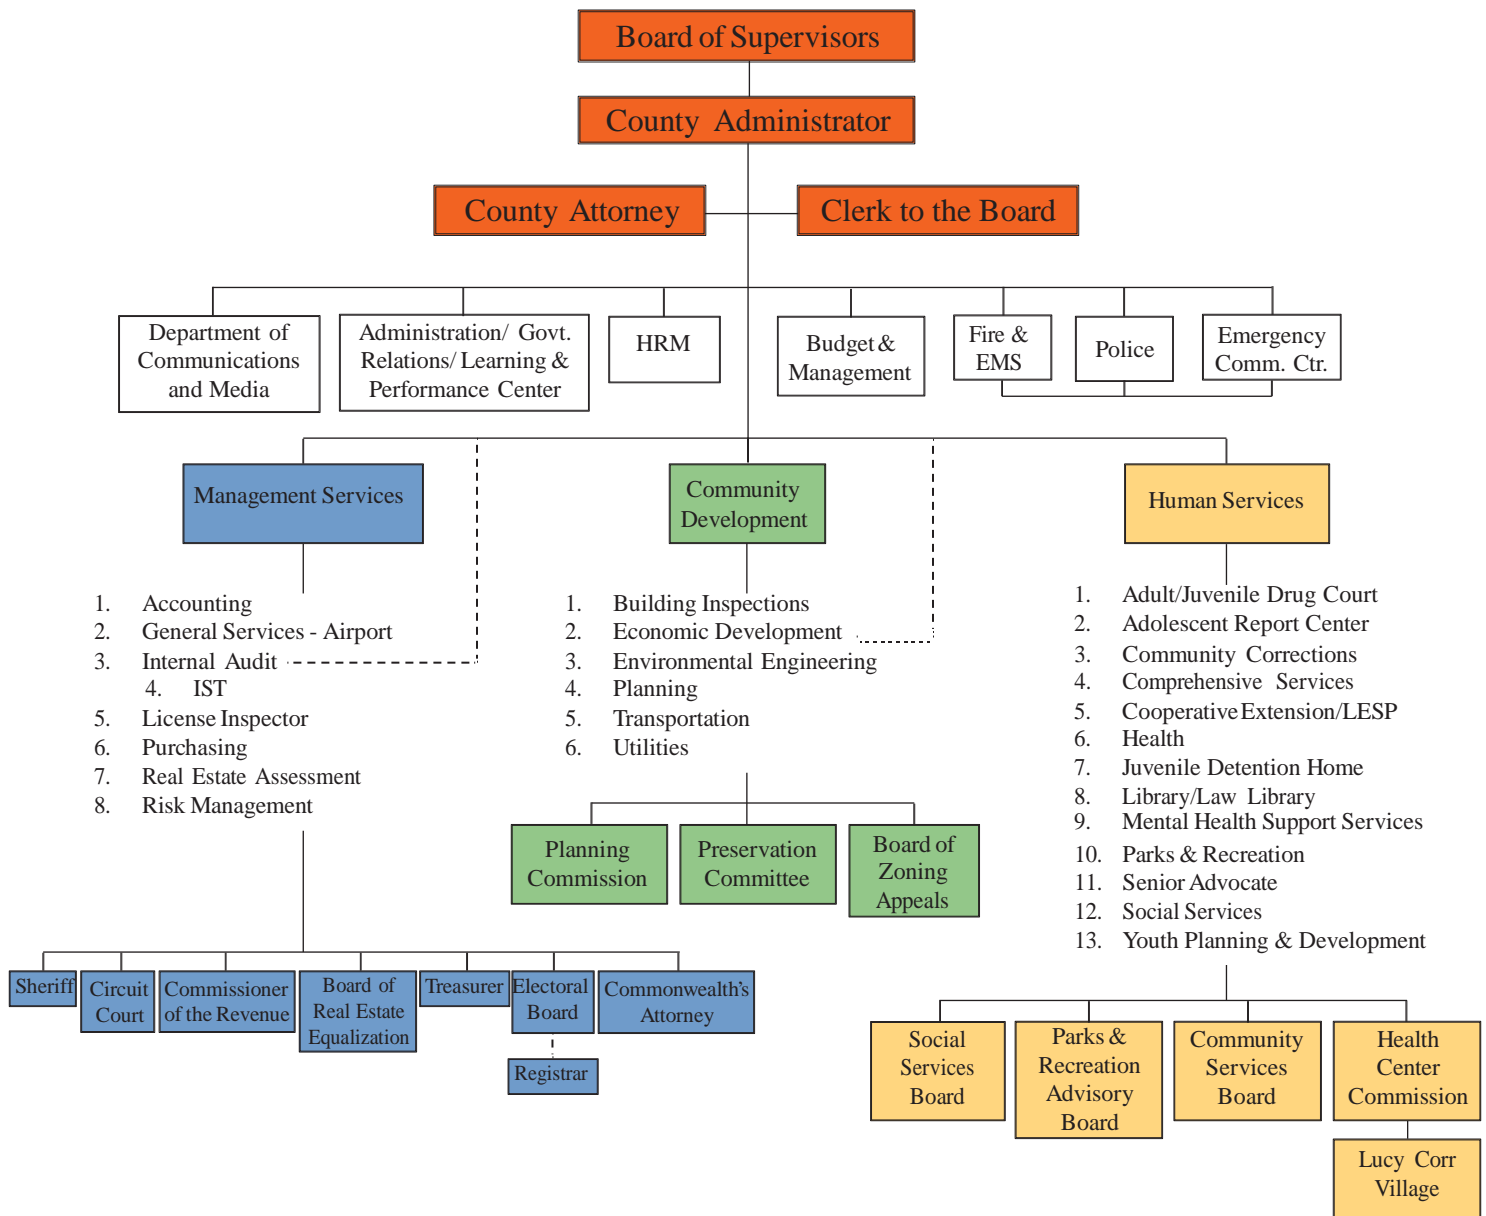 Board of Supervisors
County Administrator
County Attorney
Clerk to the Board
Department of
Communications
and Media
Administration/ Govt.
Relations/ Learning &
Performance Center
HRM
Budget &
Management
Fire &
EMS
Police
Emergency
Comm. Ctr.
Management Services
1. Accounting
2. General Services - Airport
3. Internal Audit
4. IST
5. License Inspector
6. Purchasing
7. Real Estate Assessment
8. Risk Management
Sheriff
Circuit
Court
Commissioner
of the Revenue
Board of
Real Estate
Equalization
Treasurer
Electoral
Board
Registrar
Commonwealth's
Attorney
Community
Development
1. Building Inspections
2. Economic Development
3. Environmental Engineering
4. Planning
5. Transportation
6. Utilities
Planning
Commission
Preservation
Committee
Board of
Zoning
Appeals
Human Services
1. Adult/Juvenile Drug Court
2. Adolescent Report Center
3. Community Corrections
4. Comprehensive Services
5. Cooperative Extension/LESP
6. Health
7. Juvenile Detention Home
8. Library/Law Library
9. Mental Health Support Services
10. Parks & Recreation
11. Senior Advocate
12. Social Services
13. Youth Planning & Development
Social
Services
Board
Parks &
Recreation
Advisory
Board
Community
Services
Board
Health
Center
Commission
Lucy Corr
Village